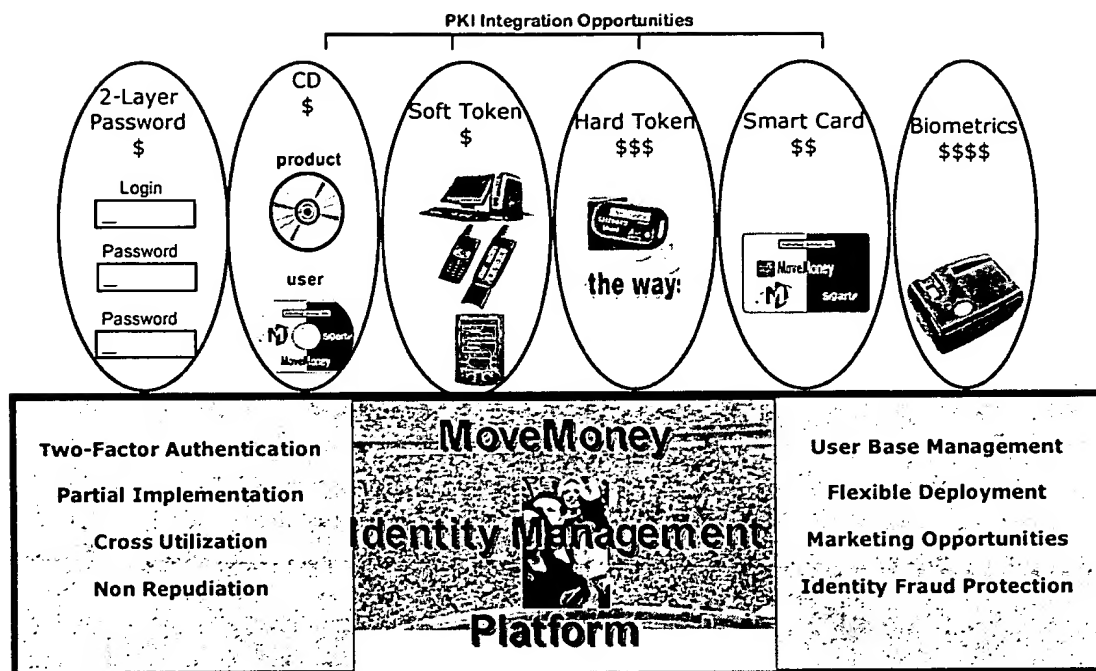 PKI Integration Opportunities
2-Layer
Password
$
Login
Password
Password
CD
$
product
user
MoveMoney
Soft Token
$
Hard Token
$$$
the way:
Smart Card
$$
MoveMoney
Biometrics
$$$$
Two-Factor Authentication
Partial Implementation
Cross Utilization
Non Repudiation
MoveMoney
Identity Management
Platform
User Base Management
Flexible Deployment
Marketing Opportunities
Identity Fraud Protection